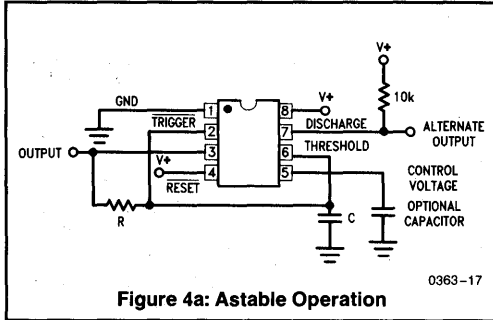 V+
GND
1
8
V+
10k
TRIGGER
2
7
DISCHARGE
ALTERNATE
OUTPUT
OUTPUT
3
6
THRESHOLD
V+
4
5
RESET
CONTROL
VOLTAGE
R
C
OPTIONAL
CAPACITOR
0363–17
Figure 4a: Astable Operation